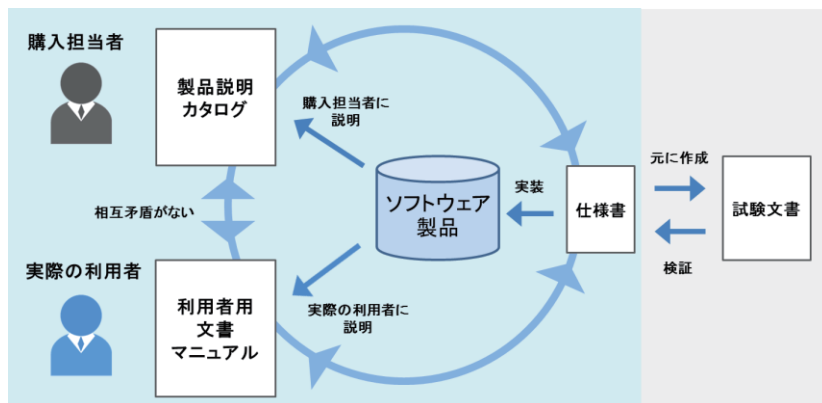 購入担当者
製品説明
カタログ
購入担当者に
説明
相互矛盾がない
ソフトウェア
製品
実装
仕様書
元に作成
試験文書
検証
実際の利用者
利用者用
文書
マニュアル
実際の利用者に
説明